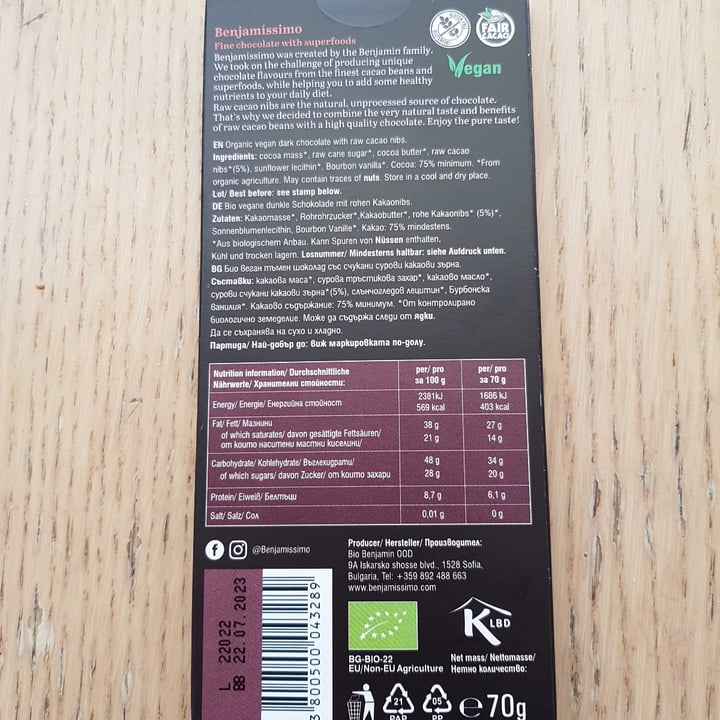 Benjamissimo
Fine chocolate with superfoods
Benjamissimo was created by the Benjamin family.
We took on the challenge of producing unique
chocolate flavours from the finest cacao beans and
superfoods, while helping you to add some healthy
nutrients to your daily diet.
Raw cacao nibs are the natural, unprocessed source of chocolate.
That's why we decided to combine the very natural taste and benefits
of raw cacao beans with a high quality chocolate. Enjoy the pure taste!
FAIR
CACAO
Vegan
EN Organic vegan dark chocolate with raw cacao nibs.
Ingredients: cocoa mass*, raw cane sugar*, cocoa butter*, raw cacao
nibs*(5%), sunflower lecithin*, Bourbon vanilla*. Cocoa: 75% minimum. *From
organic agriculture. May contain traces of nuts. Store in a cool and dry place.
Lot/ Best before: see stamp below.
DE Bio vegane dunkle Schokolade mit rohen Kakaonibs.
Zutaten: Kakaomasse*, Rohrohrzucker*,Kakaobutter*, rohe Kakaonibs* (5%)*,
Sonnenblumenlecithin, Bourbon Vanille*. Kakao: 75% mindestens.
*Aus biologischem Anbau. Kann Spuren von Nüssen enthalten.
Kühl und trocken lagern. Losnummer/ Mindestens haltbar: siehe Aufdruck unten.
BG Био веган тъмен шоколад със счукани сурови какаови зърна.
Съставки: какаова маса*, сурова тръстикова захар*, какаово масло*,
сурови счукани какаови зърна*(5%), слънчогледов лецитин*, Бурбонска
ванилия*. Какаово съдържание: 75% минимум. *От контролирано
биологично земеделие. Може да съдържа следи от ядки.
Да се съхранява на сухо и хладно.
Партида/ Най-добър до: виж маркировката по-долу.
Nutrition information/ Durchschnittliche
Nährwerte/ Хранителни стойности:
per/ pro
за 100 g
per/ pro
за 70 g
Energy/ Energie/ Енергийна стойност
2381kJ
569 kcal
1686 kJ
403 kcal
Fat/ Fett/ Мазнини
of which saturates/ davon gesättigte Fettsäuren/
от които наситени мастни киселини/
38 g
21 g
27 g
14 g
Carbohydrate/ Kohlehydrate/ Въглехидрати/
of which sugars/ davon Zucker/ от които захари
48 g
28 g
34 g
20 g
Protein/ Eiweiß/ Белтъци
8,7 g
6,1 g
Salt/ Salz/ Сол
0,01 g
0 g
@Benjamissimo
Producer/ Hersteller/ Производител:
Bio Benjamin OOD
9A Iskarsko shosse blvd., 1528 Sofia,
Bulgaria, Tel: +359 892 488 663
www.benjamissimo.com
L 22022
BB 22.07.2023
3 800500 043289
K LBD
BG-BIO-22
EU/Non-EU Agriculture
Net mass/ Nettomasse/
Нетно количество/
21
PAP
05
PP
e 70g